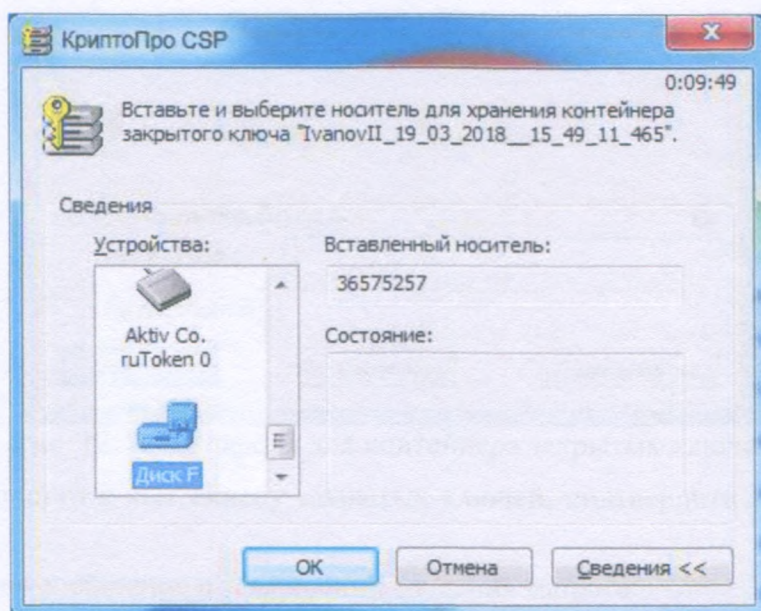 КриптоПро CSP
0:09:49
Вставьте и выберите носитель для хранения контейнера
закрытого ключа "IvanovII_19_03_2018__15_49_11_465".
Сведения
Устройства:
Вставленный носитель:
36575257
Aktiv Co.
ruToken 0
Состояние:
Диск F
OK
Отмена
Сведения <<